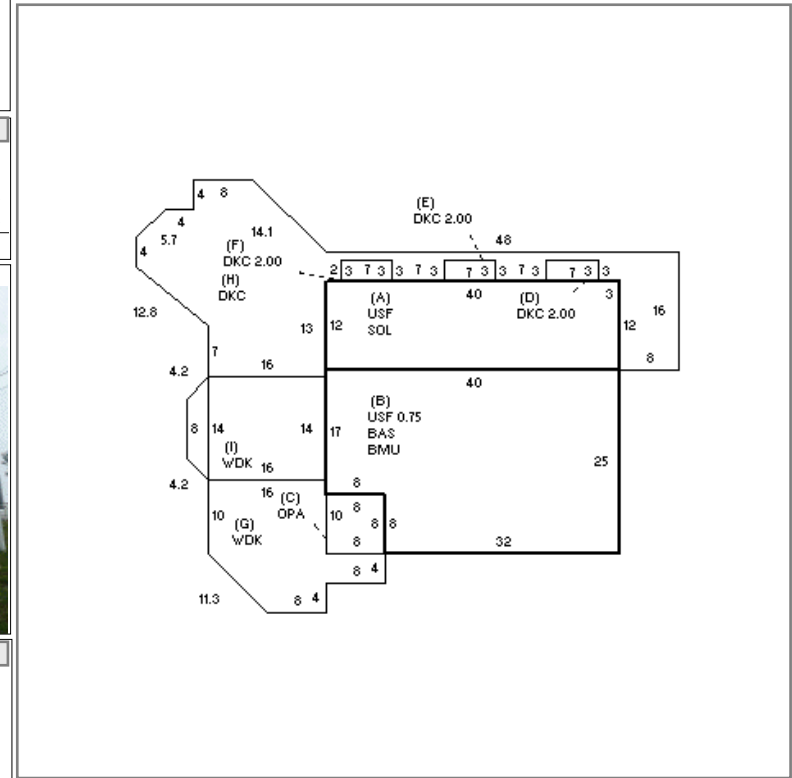 4 8
4
5.7
4
14.1
(E)
DKC 2.00
48
(F)
DKC 2.00
(H)
DKC
2 3 7 3 3 7 3 7 3 3 7 3 7 3 3
(A)
USF
SOL
40
(D)
DKC 2.00
3
16
12.8
13
12
12
7
16
8
4.2
40
(B)
USF 0.75
BAS
BMU
8
14
14
17
25
(I)
WDK
16
8
4.2
16
(C)
OPA
8
10
(G)
WDK
10
8
8
8
32
8 4
11.3
8 4